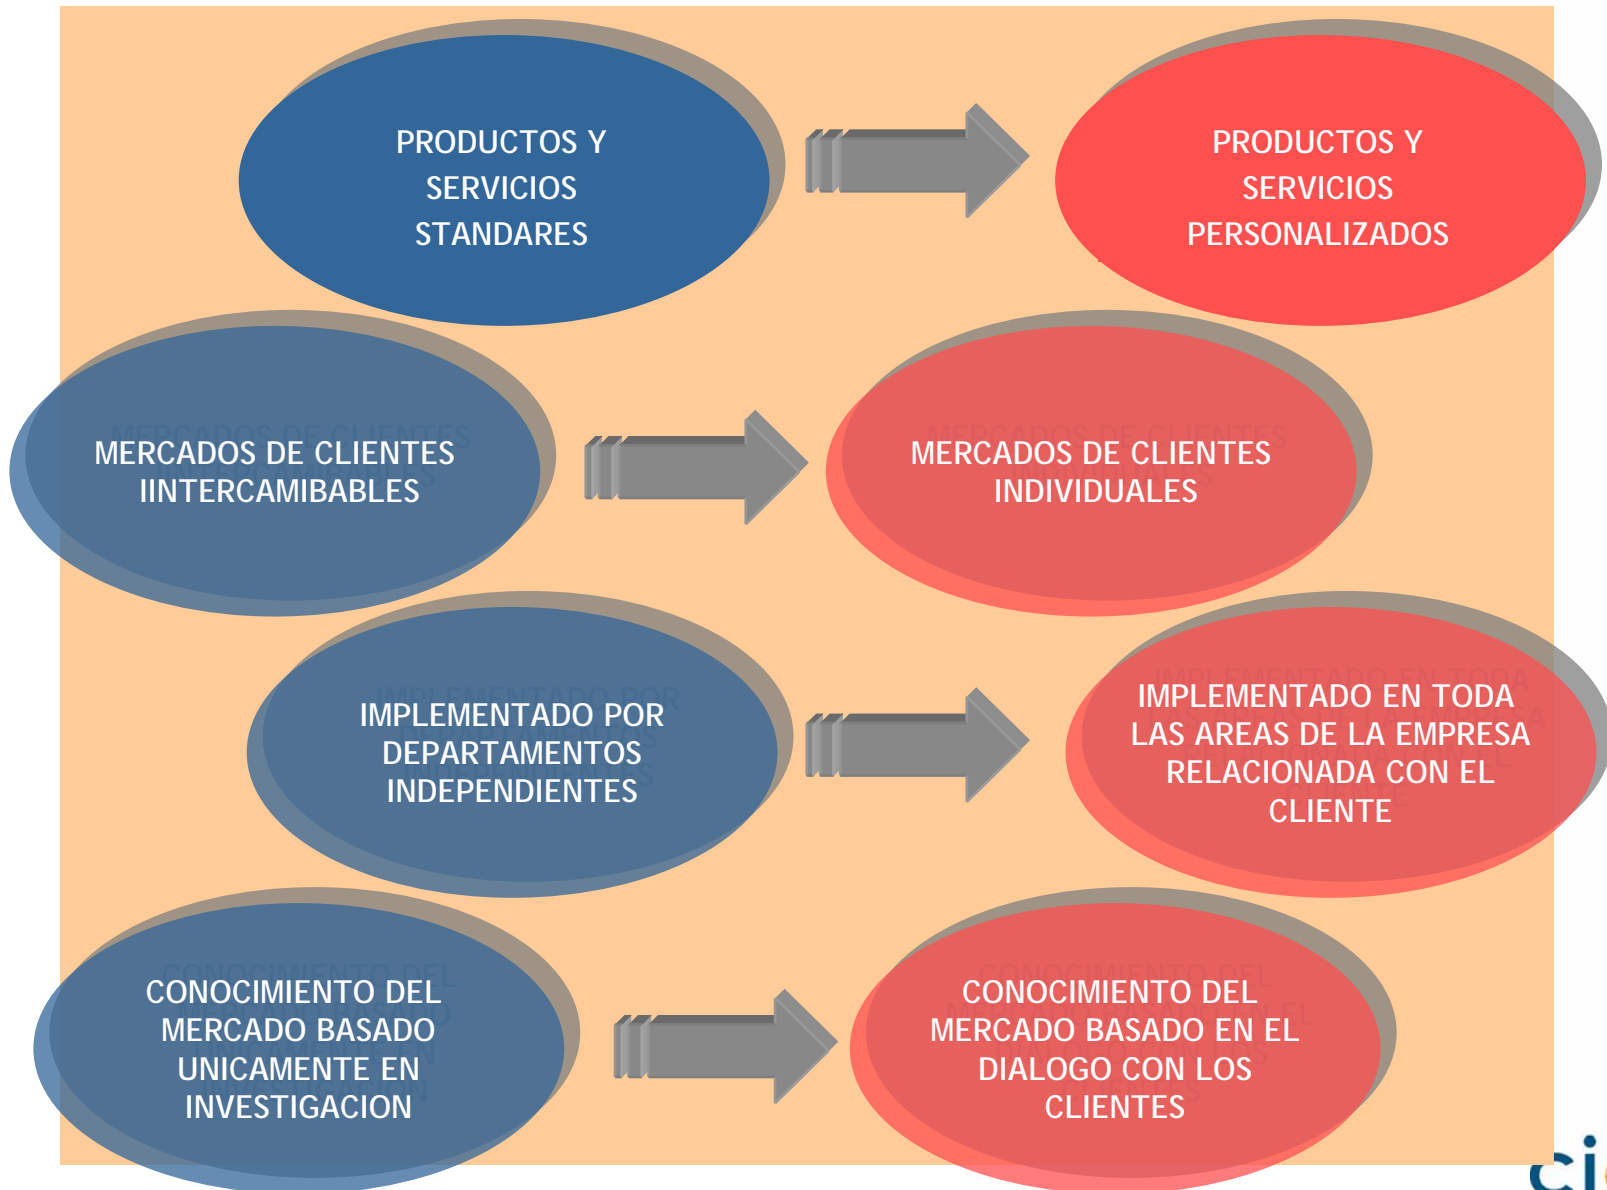 PRODUCTOS Y
SERVICIOS
STANDARES
PRODUCTOS Y
SERVICIOS
PERSONALIZADOS
MERCADOS DE CLIENTES
IINTERCAMIBABLES
MERCADOS DE CLIENTES
INDIVIDUALES
IMPLEMENTADO POR
DEPARTAMENTOS
INDEPENDIENTES
IMPLEMENTADO EN TODA
LAS AREAS DE LA EMPRESA
RELACIONADA CON EL
CLIENTE
CONOCIMIENTO DEL
MERCADO BASADO
UNICAMENTE EN
INVESTIGACION
CONOCIMIENTO DEL
MERCADO BASADO EN EL
DIALOGO CON LOS
CLIENTES